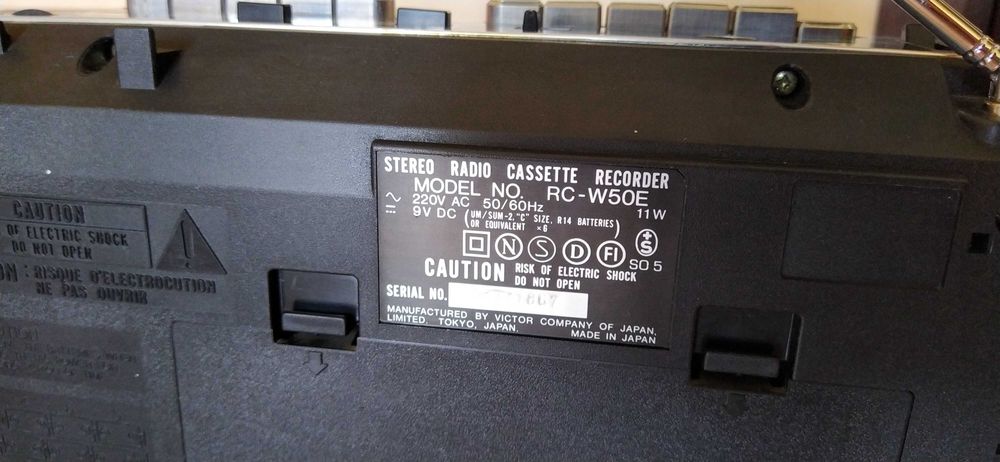 STEREO RADIO CASSETTE RECORDER
MODEL NO. RC-W50E
220V AC 50/60Hz 11W
9V DC (UM/SUM-2, "C" SIZE, R14 BATTERIES OR EQUIVALENT ×6)
N S D FI S
SO 5
CAUTION RISK OF ELECTRIC SHOCK
DO NOT OPEN
SERIAL NO.
MANUFACTURED BY VICTOR COMPANY OF JAPAN,
LIMITED. TOKYO, JAPAN. MADE IN JAPAN
CAUTION
OF ELECTRIC SHOCK
DO NOT OPEN
: RISQUE D'ELECTROCUTION
NE PAS OUVRIR